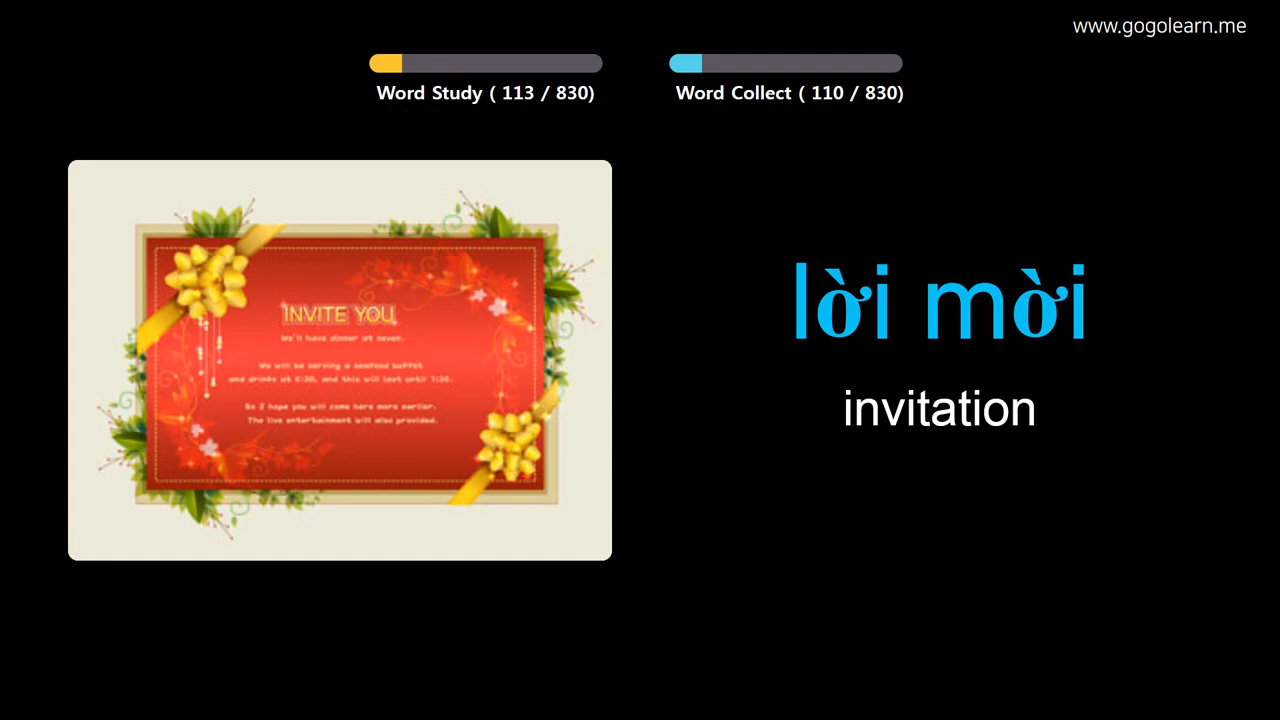 www.gogolearn.me
Word Study ( 113 / 830)
Word Collect ( 110 / 830)
INVITE YOU
We'll have dinner at seven.
We will be serving a seafood buffet
and drinks at 6:30, and this will last until 7:30.
So I hope you will come here more earlier.
The live entertainment will also provided.
lời mời
invitation